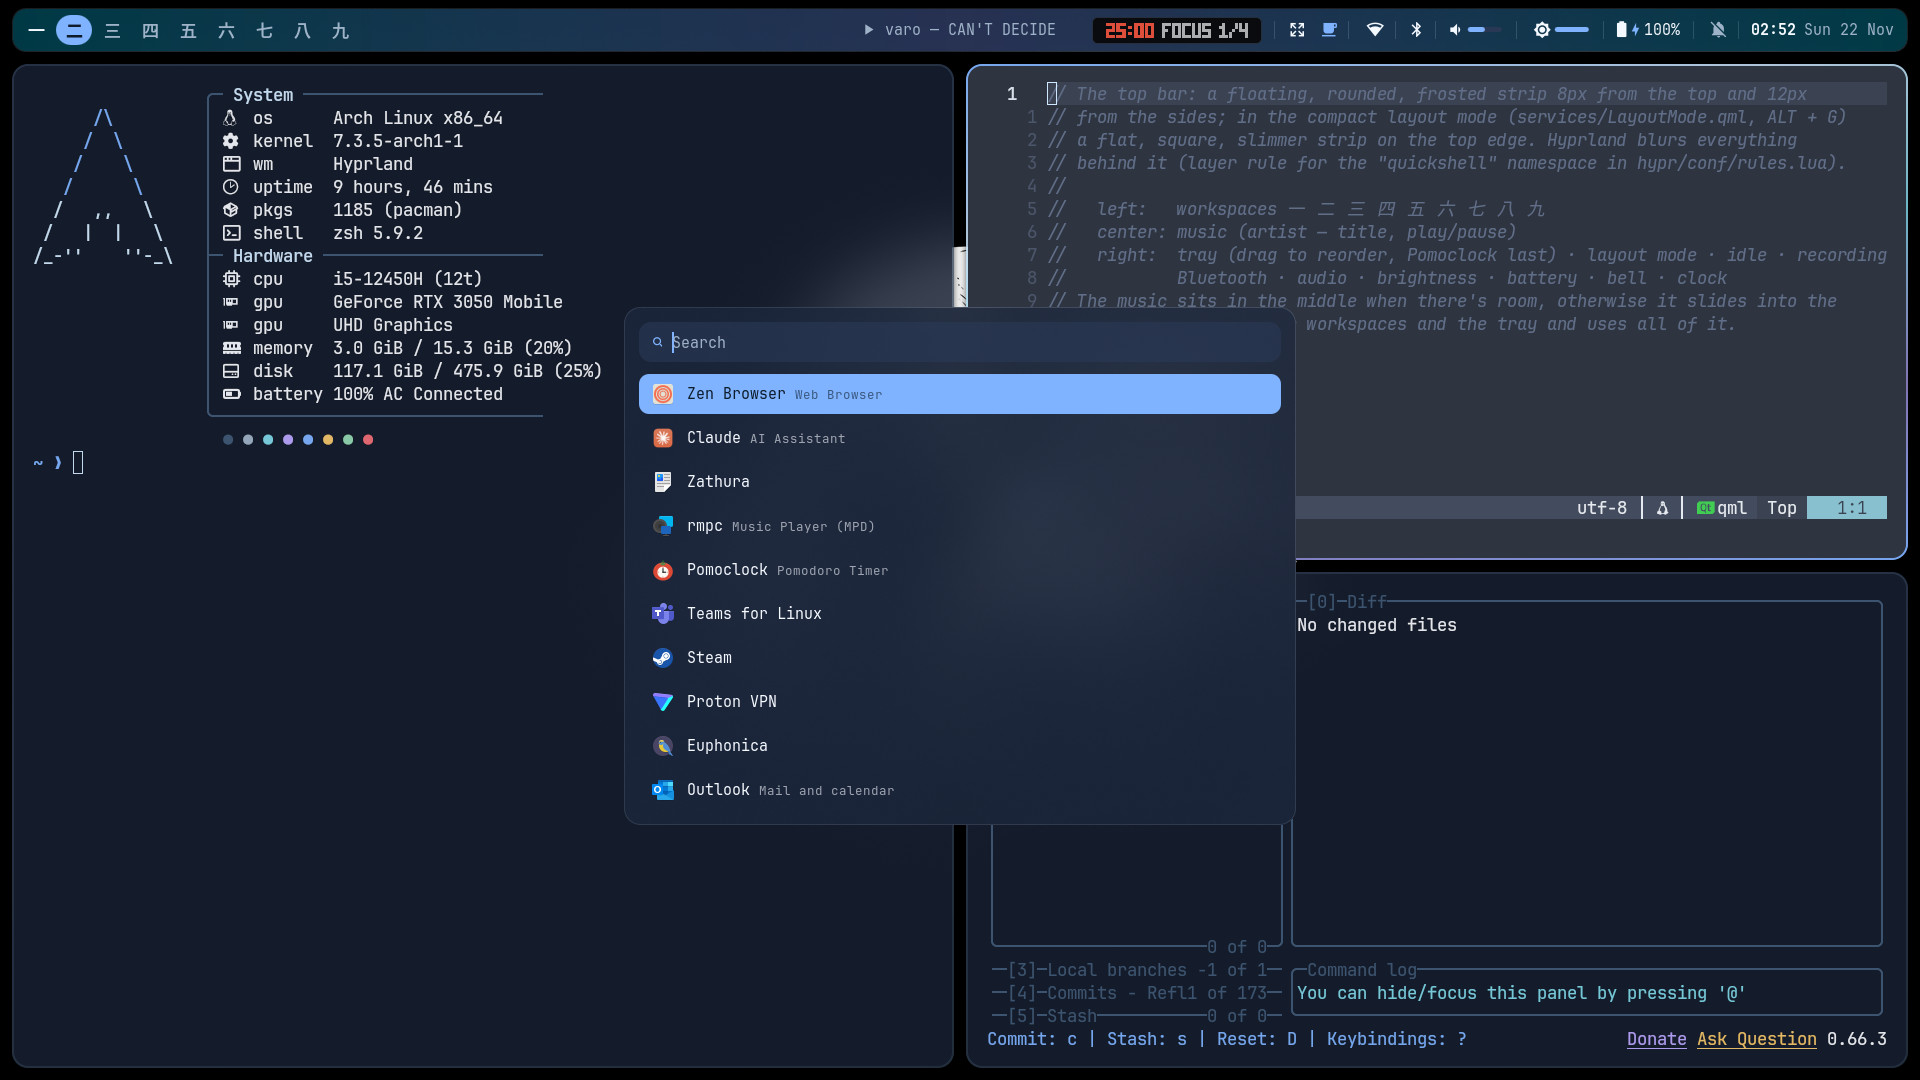 一 二 三 四 五 六 七 八 九
varo — CAN'T DECIDE
25:00 FOCUS 1/4
100%
02:52 Sun 22 Nov
System
os Arch Linux x86_64
kernel 7.3.5-arch1-1
wm Hyprland
uptime 9 hours, 46 mins
pkgs 1185 (pacman)
shell zsh 5.9.2
Hardware
cpu i5-12450H (12t)
gpu GeForce RTX 3050 Mobile
gpu UHD Graphics
memory 3.0 GiB / 15.3 GiB (20%)
disk 117.1 GiB / 475.9 GiB (25%)
battery 100% AC Connected
~ ❯
1 // The top bar: a floating, rounded, frosted strip 8px from the top and 12px
1 // from the sides; in the compact layout mode (services/LayoutMode.qml, ALT + G)
2 // a flat, square, slimmer strip on the top edge. Hyprland blurs everything
3 // behind it (layer rule for the "quickshell" namespace in hypr/conf/rules.lua).
4 //
5 // left: workspaces 一 二 三 四 五 六 七 八 九
6 // center: music (artist — title, play/pause)
7 // right: tray (drag to reorder, Pomoclock last) · layout mode · idle · recording
8 // Bluetooth · audio · brightness · battery · bell · clock
9 // The music sits in the middle when there's room, otherwise it slides into the
workspaces and the tray and uses all of it.
utf-8 qml Top 1:1
Search
Zen Browser Web Browser
Claude AI Assistant
Zathura
rmpc Music Player (MPD)
Pomoclock Pomodoro Timer
Teams for Linux
Steam
Proton VPN
Euphonica
Outlook Mail and calendar
[0]─Diff
No changed files
0 of 0
[3]─Local branches -1 of 1
[4]─Commits - Refl1 of 173
[5]─Stash 0 of 0
Command log
You can hide/focus this panel by pressing '@'
Commit: c | Stash: s | Reset: D | Keybindings: ?
Donate Ask Question 0.66.3